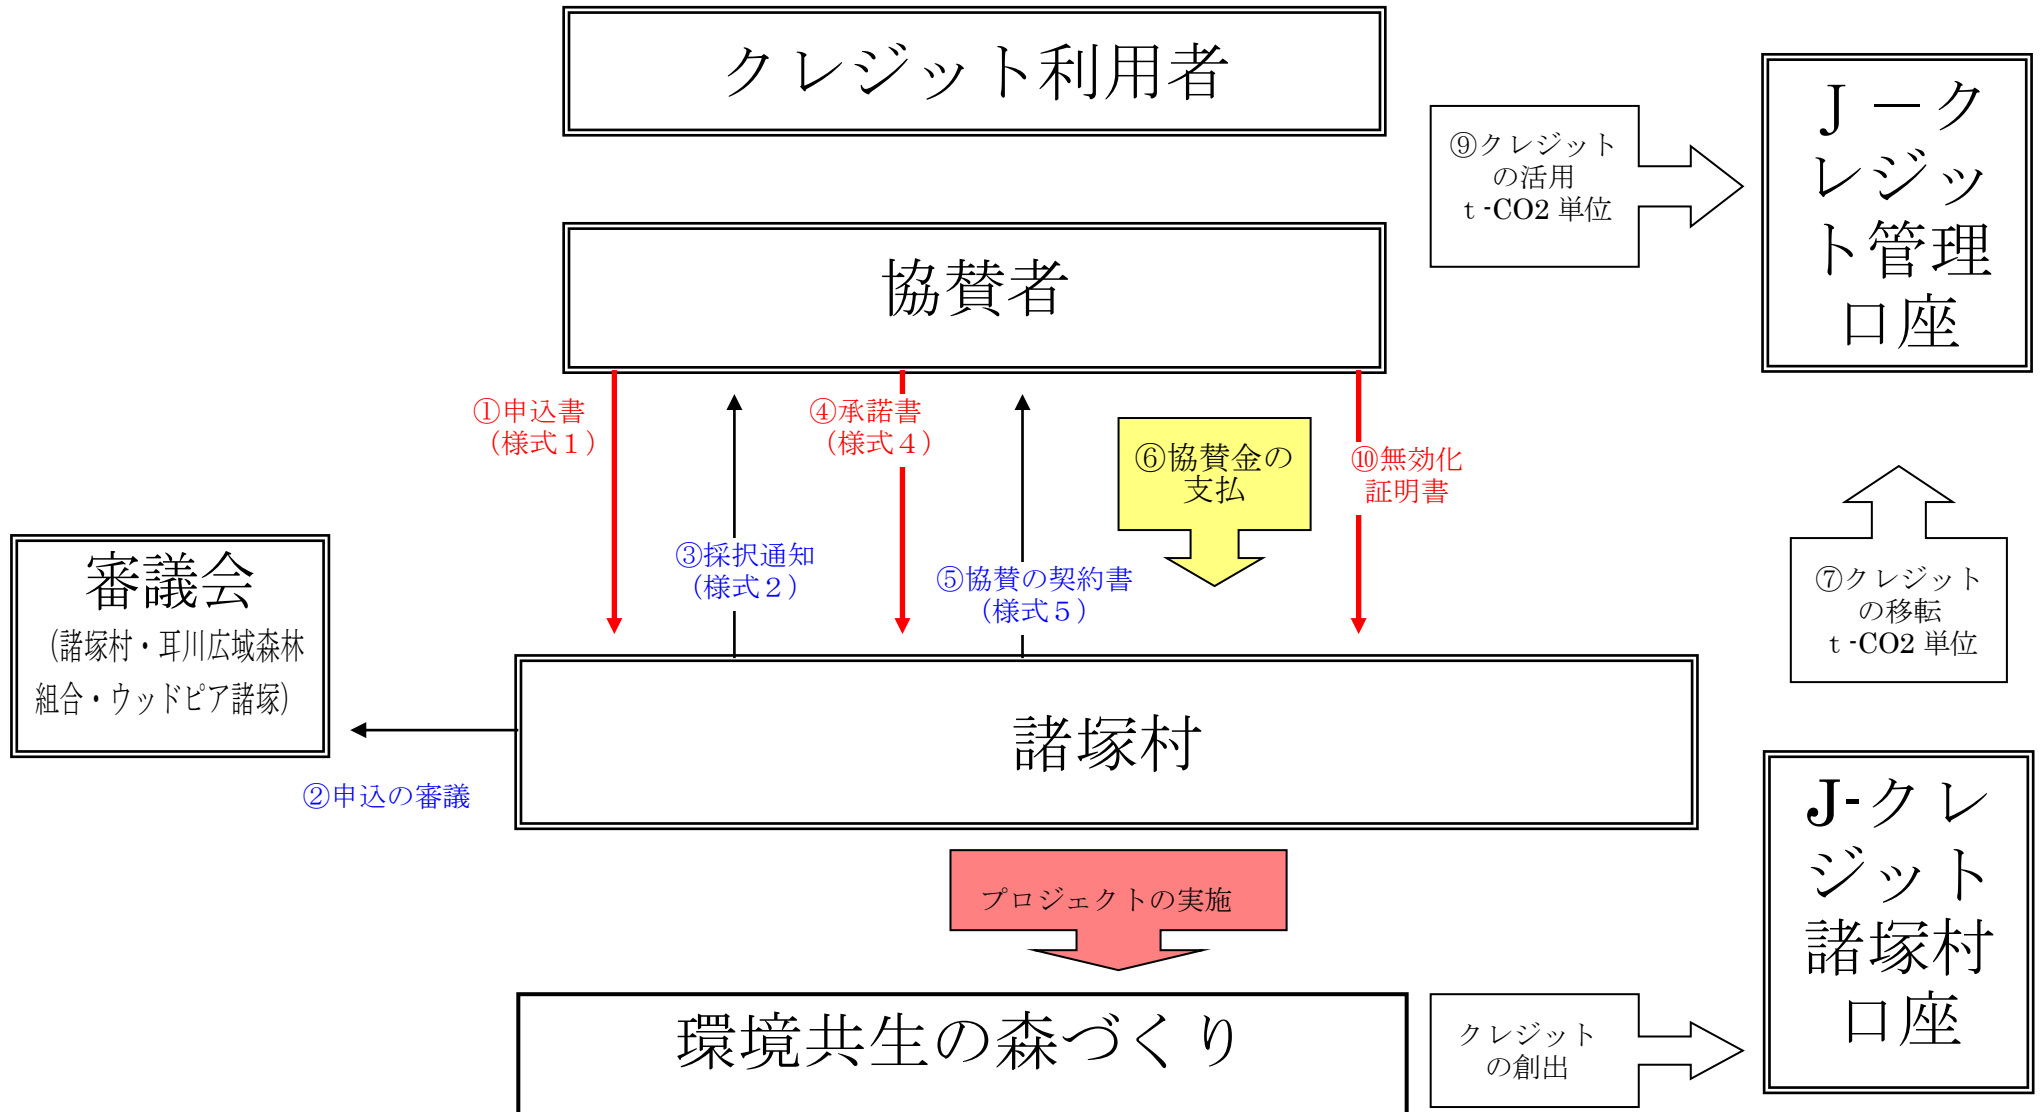 クレジット利用者
Ｊ－ク
レジッ
ト管理
口座
⑨クレジット
の活用
ｔ-CO2 単位
協賛者
①申込書
（様式１）
④承諾書
（様式４）
⑥協賛金の
支払
⑩無効化
証明書
③採択通知
（様式２）
⑤協賛の契約書
（様式５）
⑦クレジット
の移転
ｔ-CO2 単位
審議会
（諸塚村・耳川広域森林
組合・ウッドピア諸塚）
②申込の審議
諸塚村
J-クレ
ジット
諸塚村
口座
プロジェクトの実施
環境共生の森づくり
クレジット
の創出